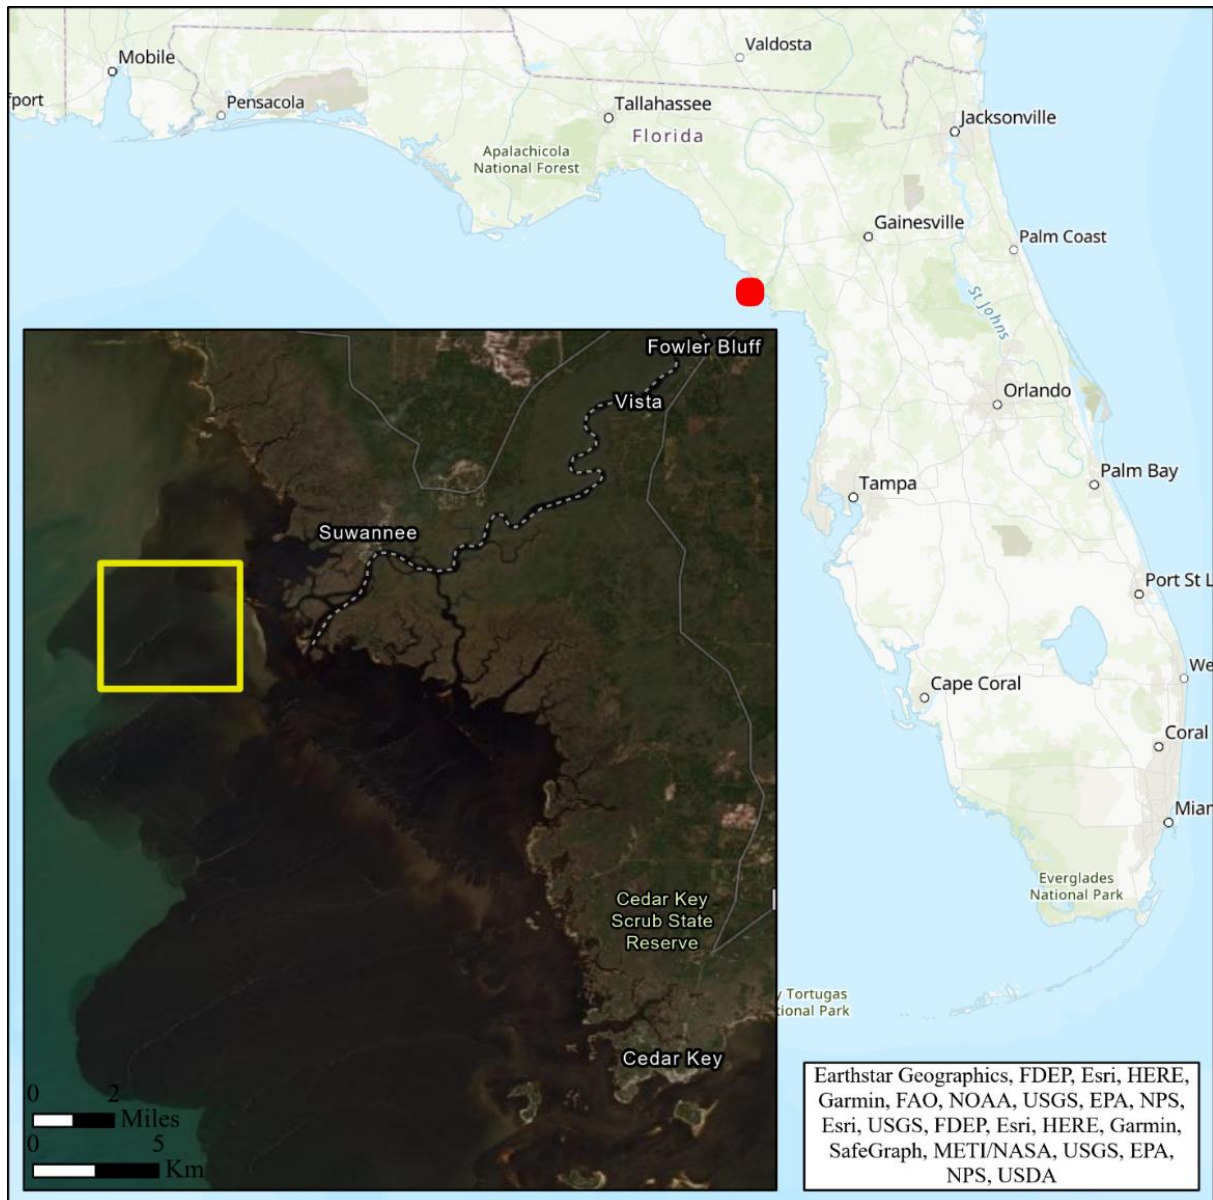 Mobile
Valdosta
fport
Pensacola
Tallahassee
Florida
Jacksonville
Apalachicola
National Forest
Gainesville
Palm Coast
St Johns
Fowler Bluff
Vista
Orlando
Suwannee
Tampa
Palm Bay
Port St L
Cape Coral
We
Coral
Miar
Everglades
National Park
Cedar Key
Scrub State
Reserve
y Tortugas
tional Park
Cedar Key
0 2
Miles
0 5
Km
Earthstar Geographics, FDEP, Esri, HERE,
Garmin, FAO, NOAA, USGS, EPA, NPS,
Esri, USGS, FDEP, Esri, HERE, Garmin,
SafeGraph, METI/NASA, USGS, EPA,
NPS, USDA